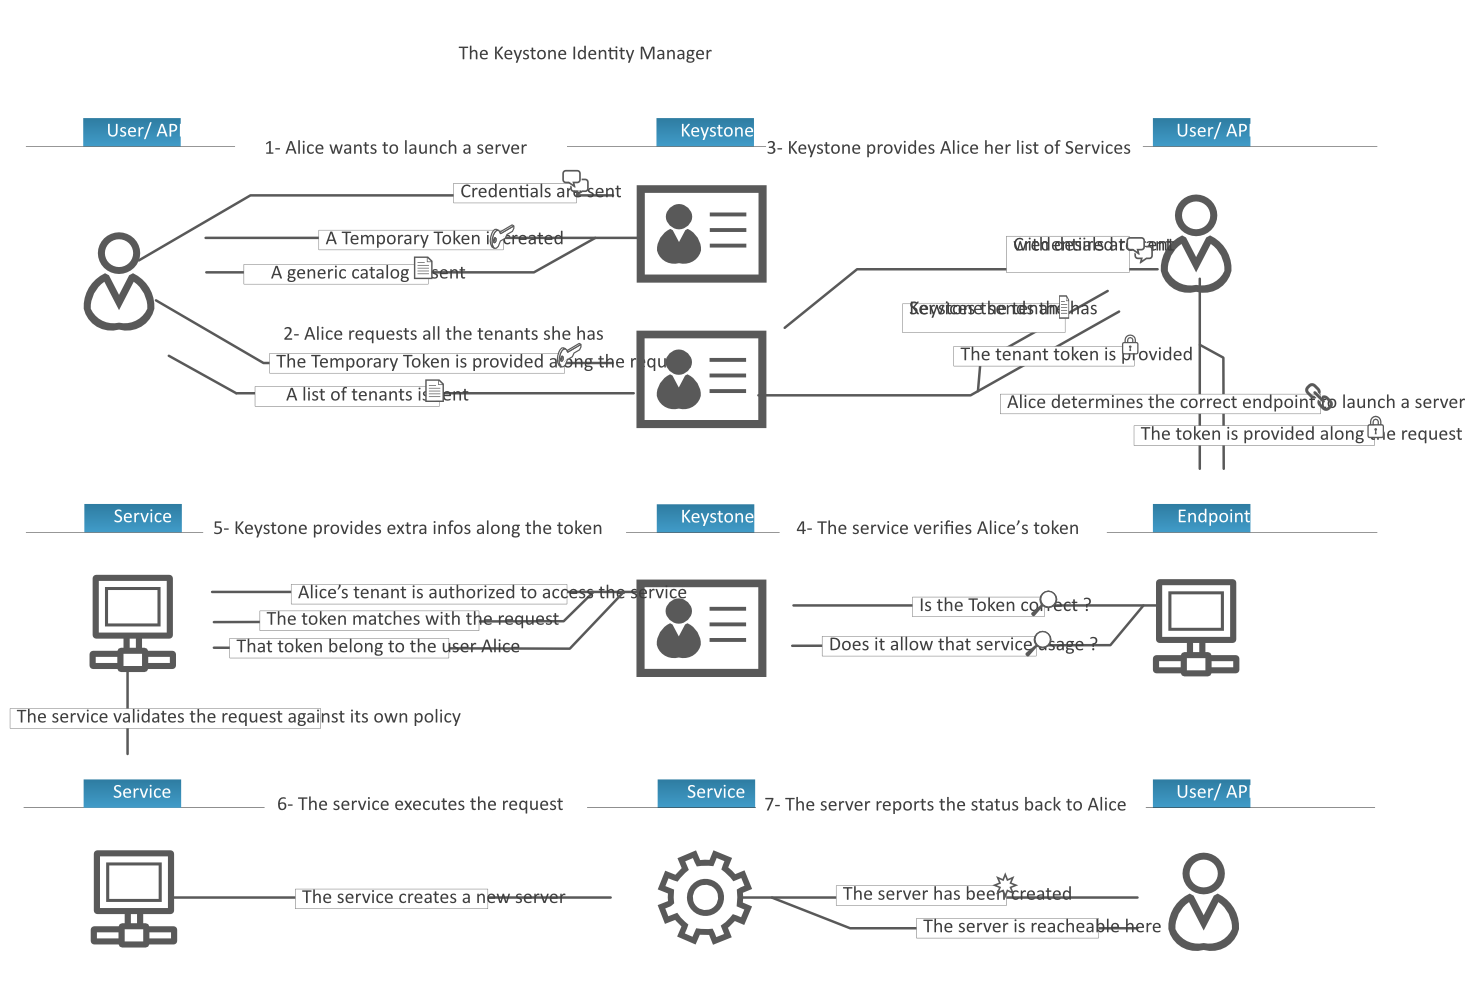 The Keystone Identity Manager
User/ API
Keystone
User/ API
1- Alice wants to launch a server
3- Keystone provides Alice her list of Services
Credentials are sent
A Temporary Token is created
A generic catalog sent
with desired tenant
Keystone sends the
2- Alice requests all the tenants she has
The Temporary Token is provided along the requ
The tenant token is provided
A list of tenants is sent
Alice determines the correct endpoint to launch a server
The token is provided along the request
Service
Keystone
Endpoint
5- Keystone provides extra infos along the token
4- The service verifies Alice’s token
Alice’s tenant is authorized to access the service
The token matches with the request
That token belong to the user Alice
Is the Token correct ?
Does it allow that service usage ?
The service validates the request against its own policy
Service
Service
User/ API
6- The service executes the request
7- The server reports the status back to Alice
The service creates a new server
The server has been created
The server is reacheable here